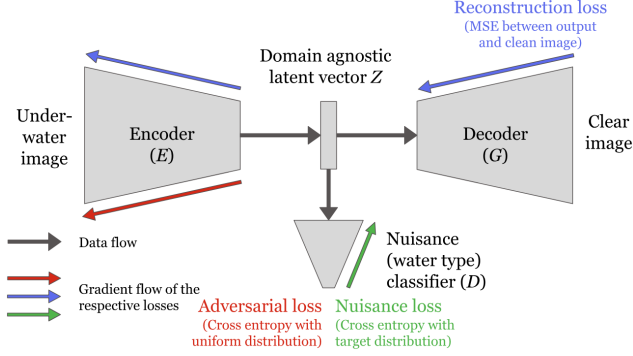 Reconstruction loss
(MSE between output
and clean image)
Domain agnostic
latent vector Z
Under-
water
image
Encoder
(E)
Decoder
(G)
Clear
image
Data flow
Gradient flow of the
respective losses
Nuisance
(water type)
classifier (D)
Adversarial loss
(Cross entropy with
uniform distribution)
Nuisance loss
(Cross entropy with
target distribution)